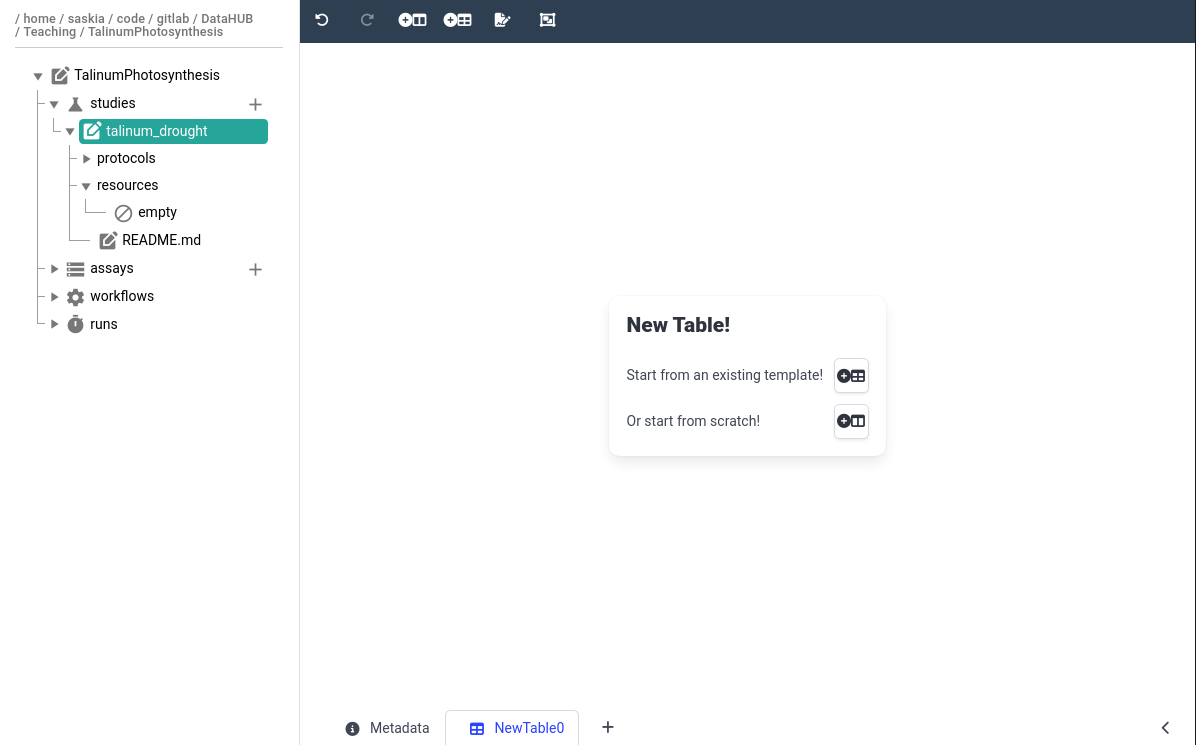 / home / saskia / code / gitlab / DataHUB
/ Teaching / TalinumPhotosynthesis
TalinumPhotosynthesis
studies
talinum_drought
protocols
resources
empty
README.md
assays
workflows
runs
New Table!
Start from an existing template!
Or start from scratch!
Metadata
NewTable0